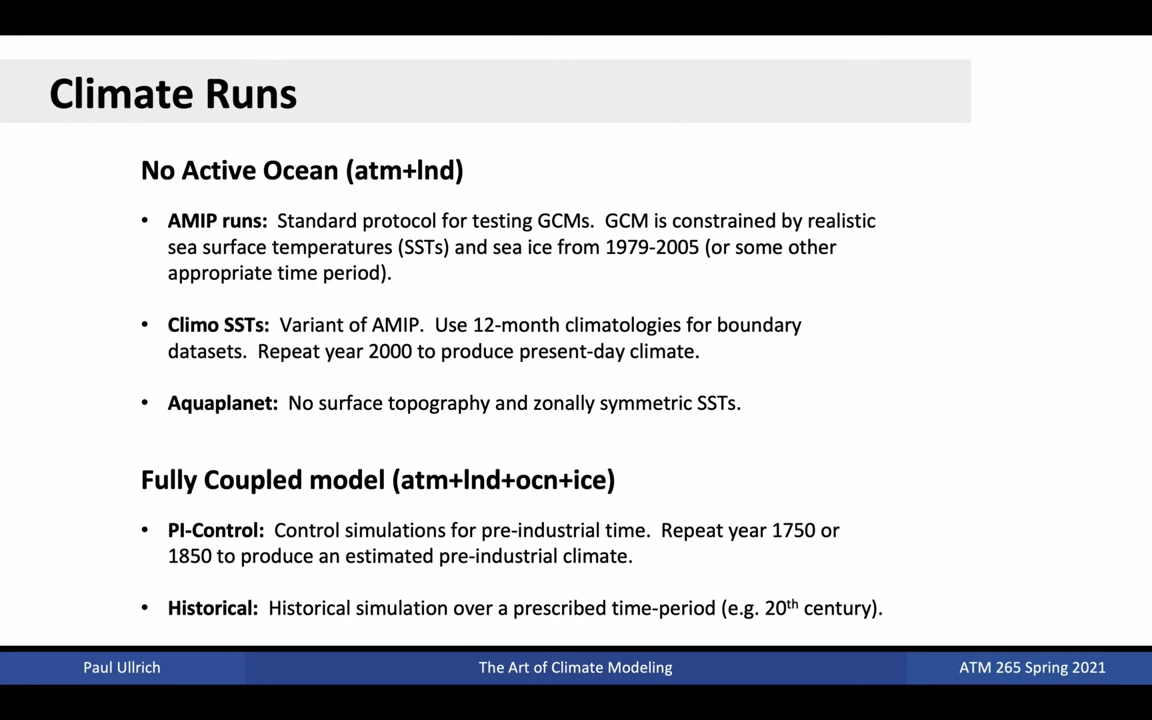 Climate Runs
No Active Ocean (atm+lnd)
• AMIP runs: Standard protocol for testing GCMs. GCM is constrained by realistic
sea surface temperatures (SSTs) and sea ice from 1979-2005 (or some other
appropriate time period).
• Climo SSTs: Variant of AMIP. Use 12-month climatologies for boundary
datasets. Repeat year 2000 to produce present-day climate.
• Aquaplanet: No surface topography and zonally symmetric SSTs.
Fully Coupled model (atm+lnd+ocn+ice)
• PI-Control: Control simulations for pre-industrial time. Repeat year 1750 or
1850 to produce an estimated pre-industrial climate.
• Historical: Historical simulation over a prescribed time-period (e.g. 20th century).
Paul Ullrich
The Art of Climate Modeling
ATM 265 Spring 2021